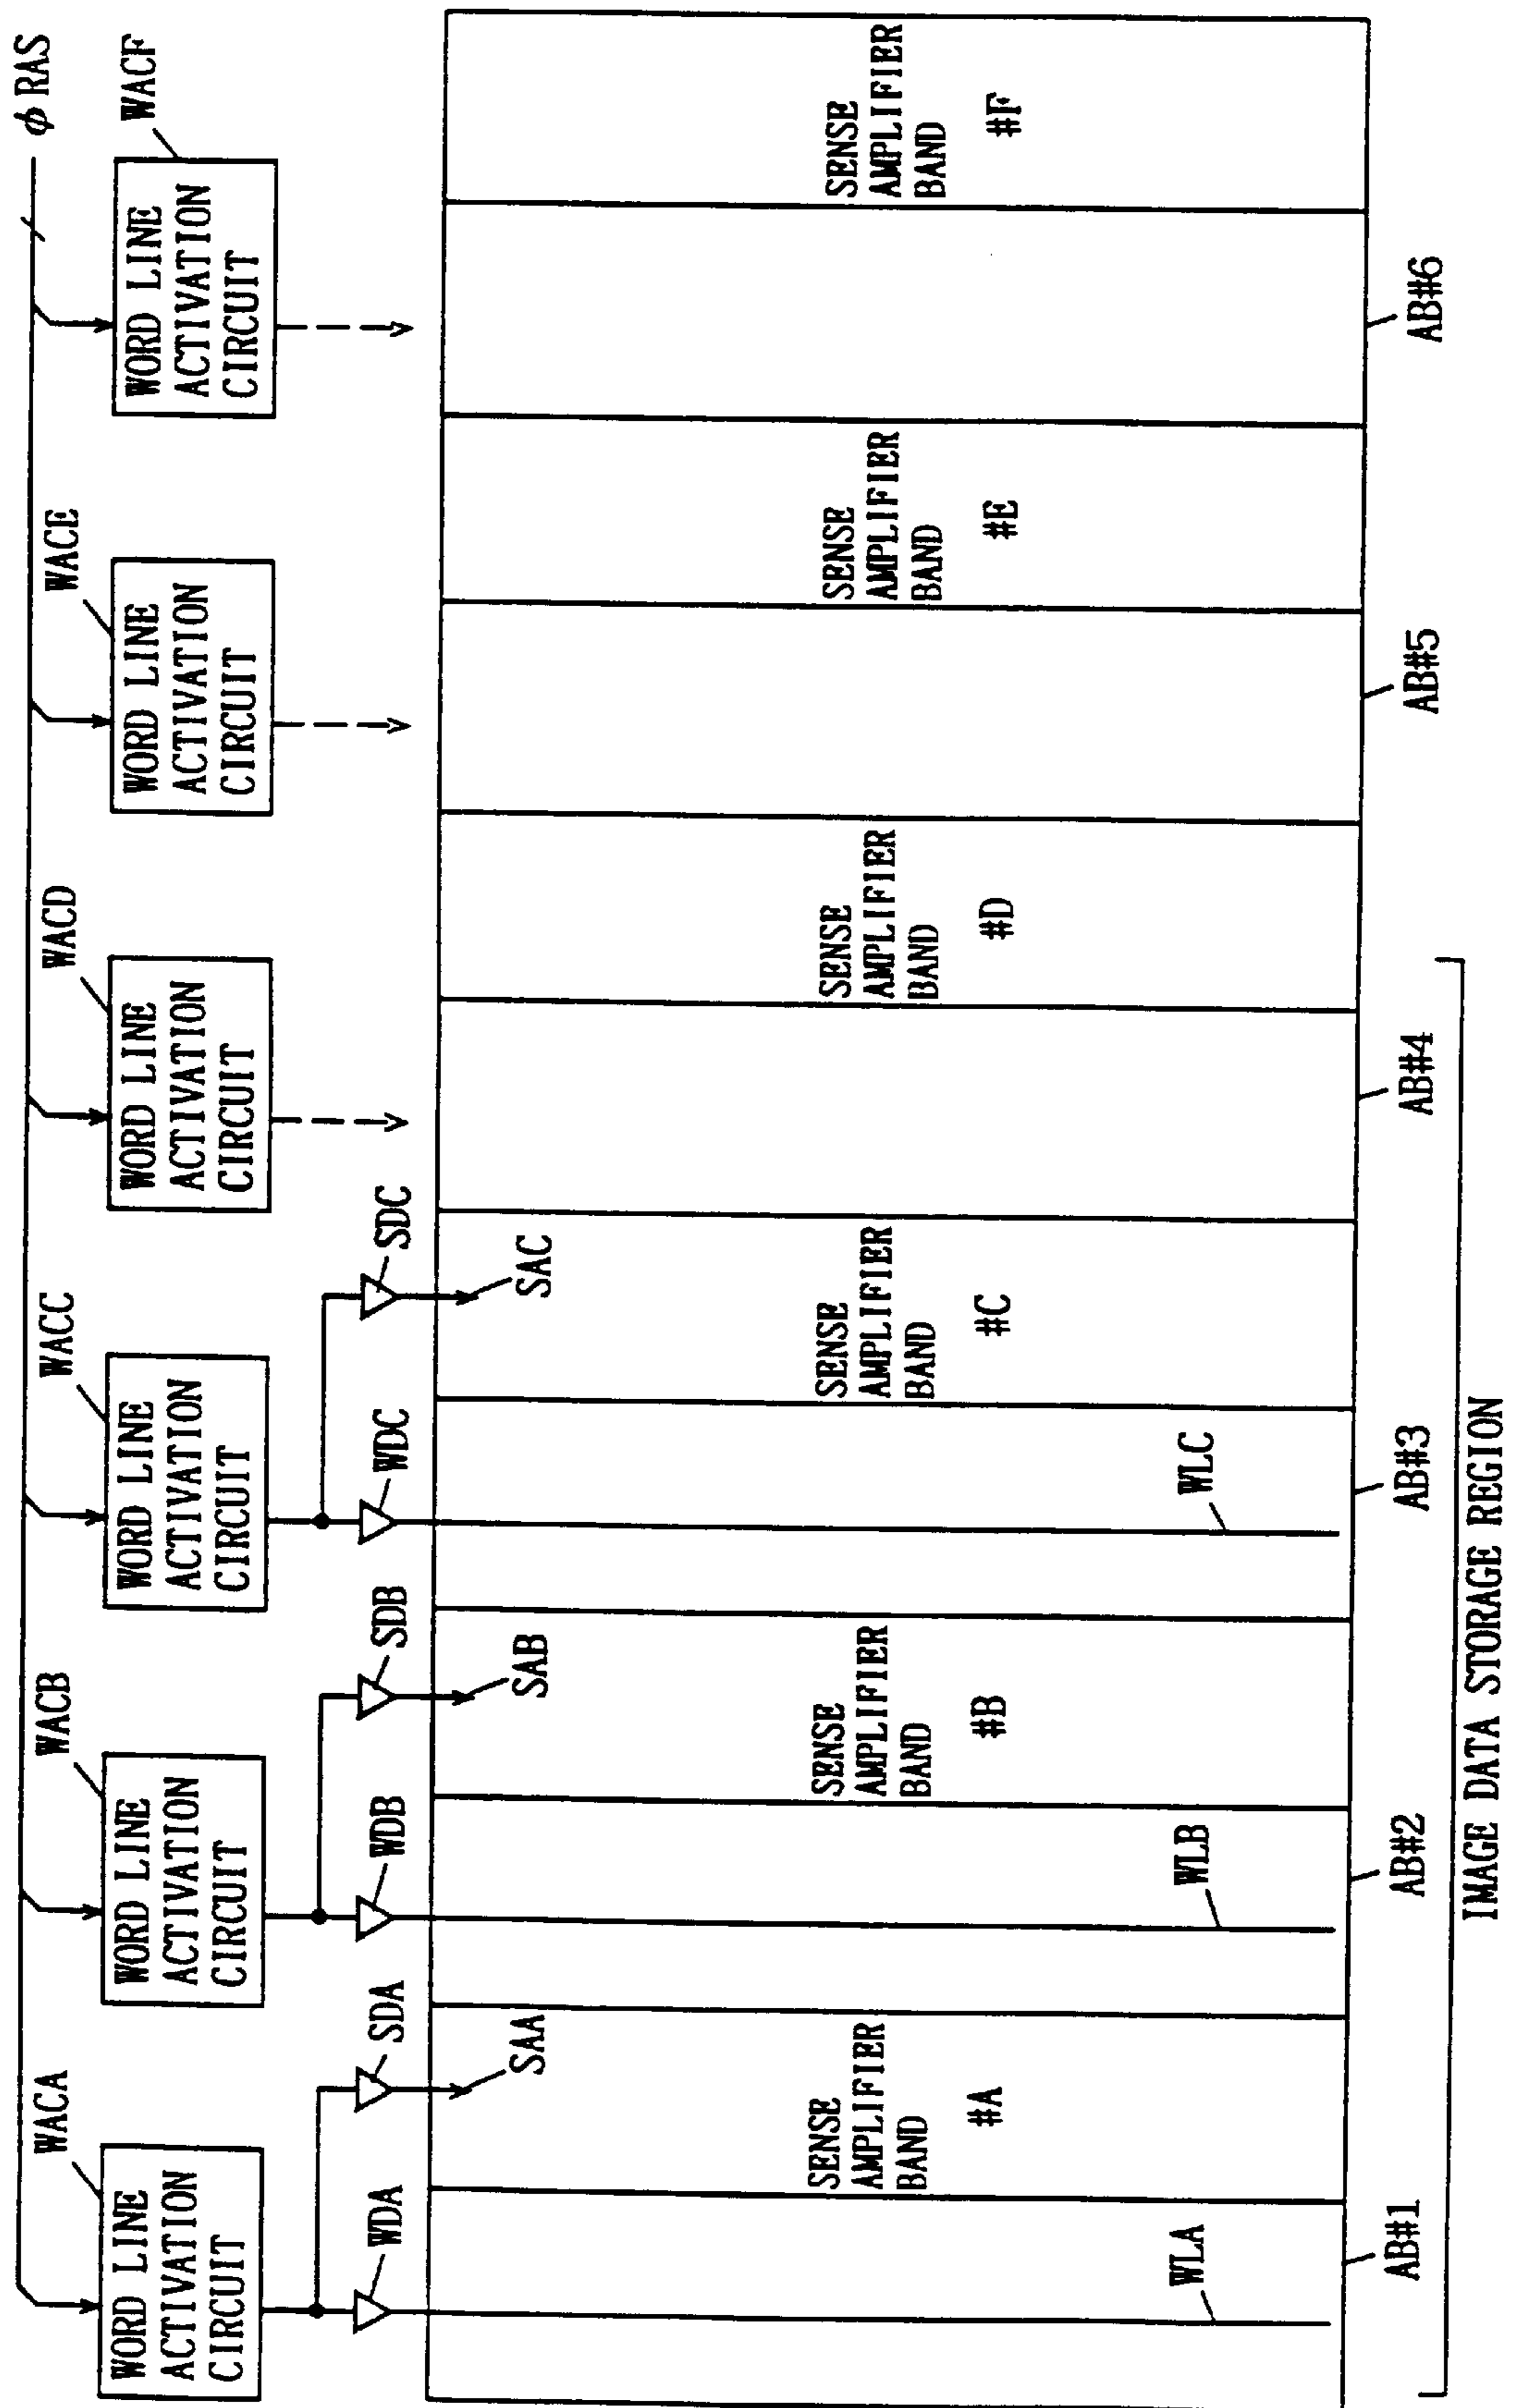 φ RAS
WACA
WACB
WACC
WACD
WACE
WACF
WORD LINE
ACTIVATION
CIRCUIT
WORD LINE
ACTIVATION
CIRCUIT
WORD LINE
ACTIVATION
CIRCUIT
WORD LINE
ACTIVATION
CIRCUIT
WORD LINE
ACTIVATION
CIRCUIT
WORD LINE
ACTIVATION
CIRCUIT
WDA
SDA
WDB
SDB
WDC
SDC
SAA
SAB
SAC
SENSE
AMPLIFIER
BAND
#A
SENSE
AMPLIFIER
BAND
#B
SENSE
AMPLIFIER
BAND
#C
SENSE
AMPLIFIER
BAND
#D
SENSE
AMPLIFIER
BAND
#E
SENSE
AMPLIFIER
BAND
#F
WLA
WLB
WLC
AB#1
AB#2
AB#3
AB#4
AB#5
AB#6
IMAGE DATA STORAGE REGION